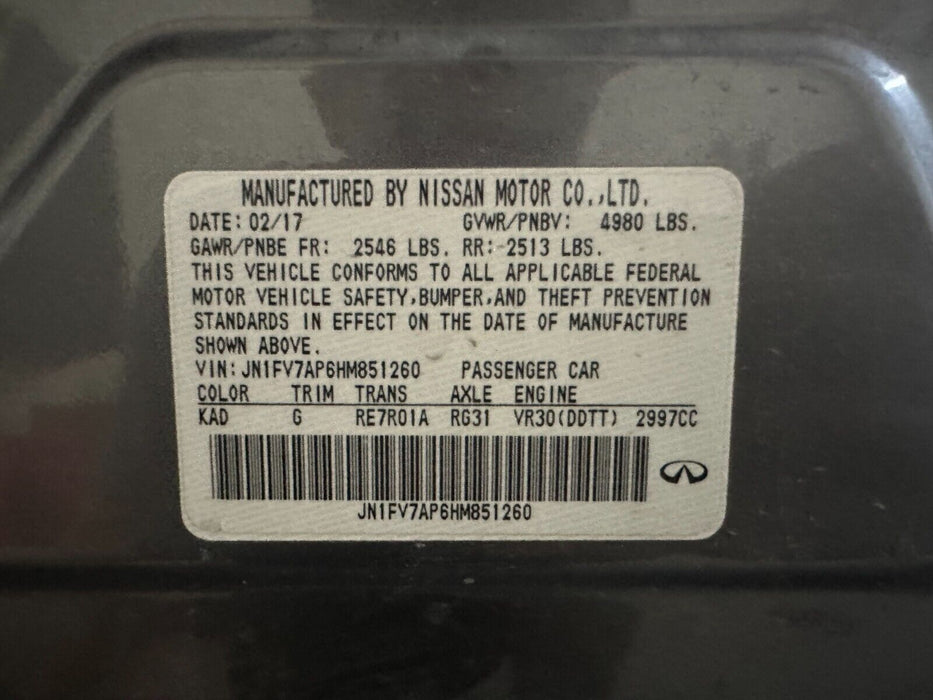 MANUFACTURED BY NISSAN MOTOR CO.,LTD.
DATE: 02/17 GVWR/PNBV: 4980 LBS.
GAWR/PNBE FR: 2546 LBS. RR: 2513 LBS.
THIS VEHICLE CONFORMS TO ALL APPLICABLE FEDERAL
MOTOR VEHICLE SAFETY,BUMPER,AND THEFT PREVENTION
STANDARDS IN EFFECT ON THE DATE OF MANUFACTURE
SHOWN ABOVE.
VIN: JN1FV7AP6HM851260 PASSENGER CAR
COLOR TRIM TRANS AXLE ENGINE
KAD G RE7R01A RG31 VR30(DDTT) 2997CC
JN1FV7AP6HM851260